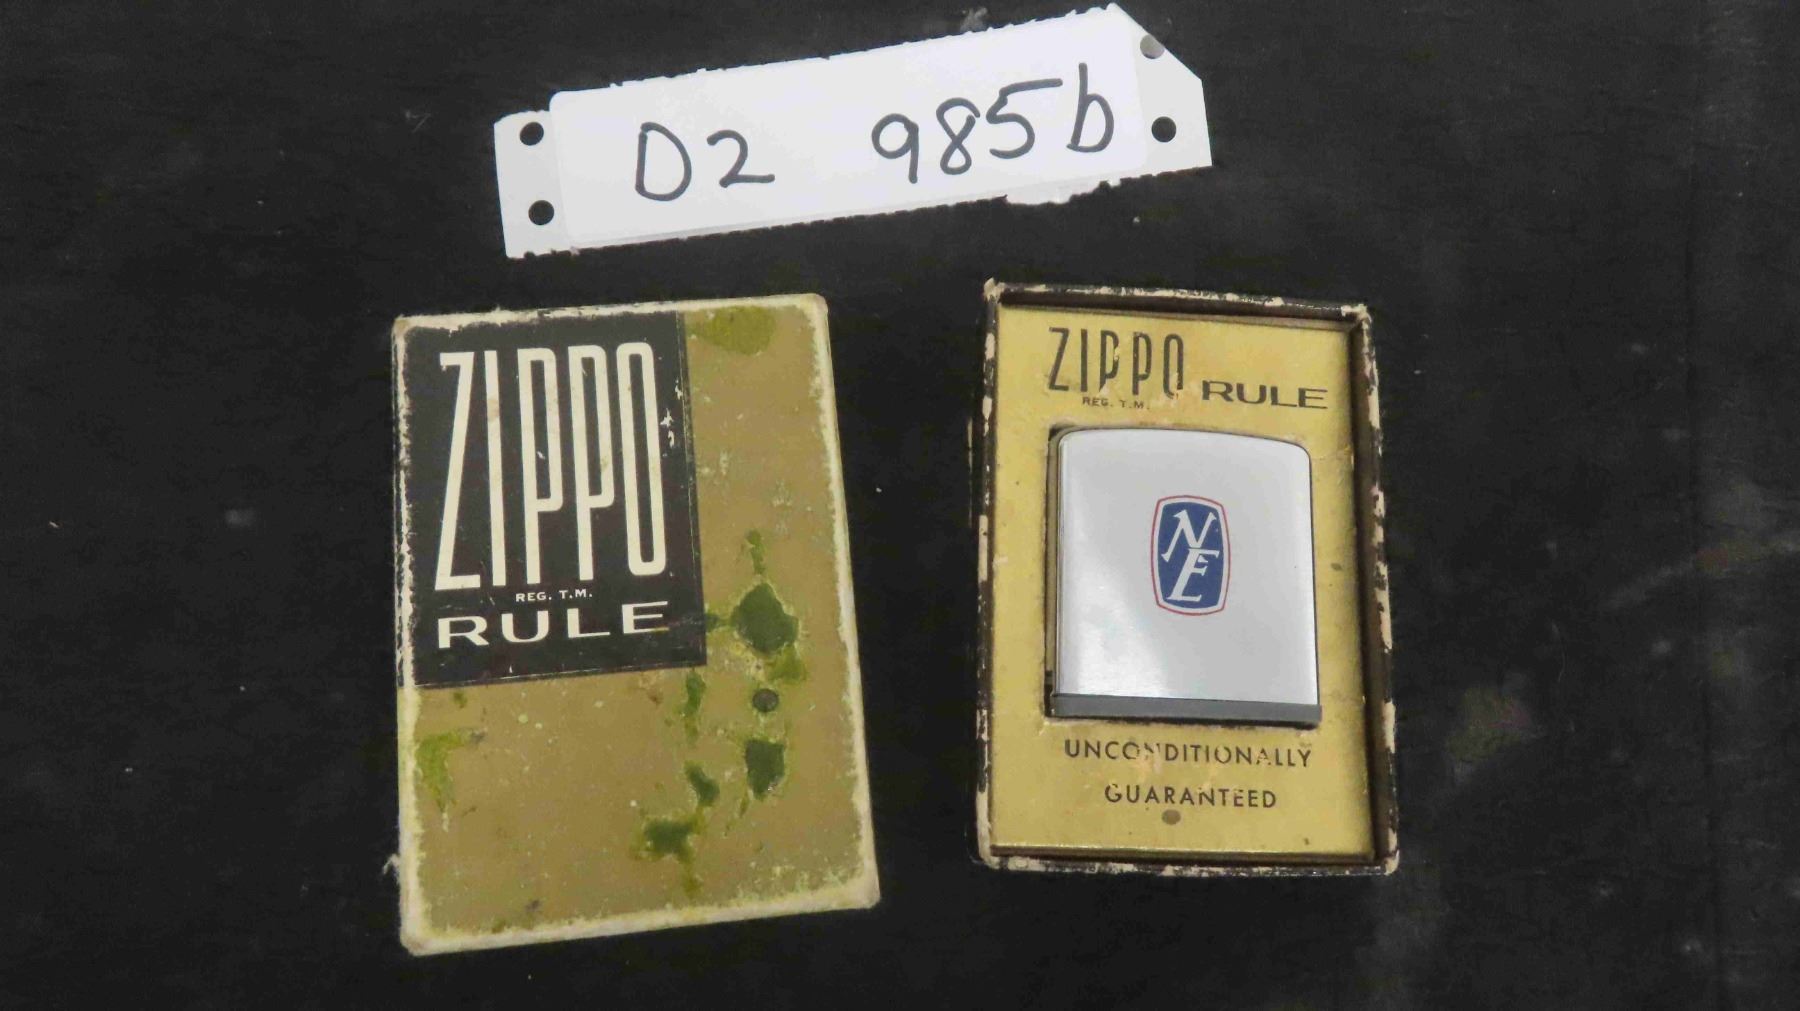 D2 985b
ZIPPO
REG. T.M.
RULE
ZIPPO RULE
REG. T.M.
NE
UNCONDITIONALLY
GUARANTEED